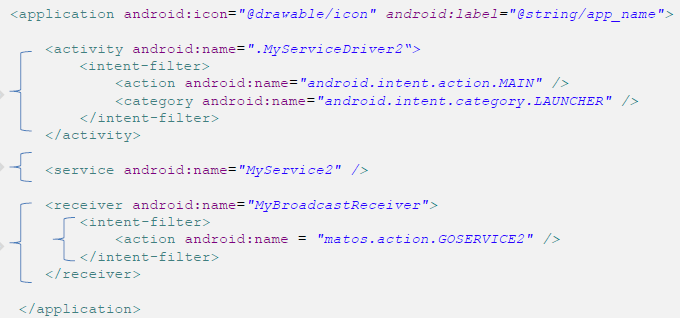 <application android:icon="@drawable/icon" android:label="@string/app_name">
<activity android:name=".MyServiceDriver2“>
<intent-filter>
<action android:name="android.intent.action.MAIN" />
<category android:name="android.intent.category.LAUNCHER" />
</intent-filter>
</activity>
<service android:name="MyService2" />
<receiver android:name="MyBroadcastReceiver">
<intent-filter>
<action android:name = "matos.action.GOSERVICE2" />
</intent-filter>
</receiver>
</application>